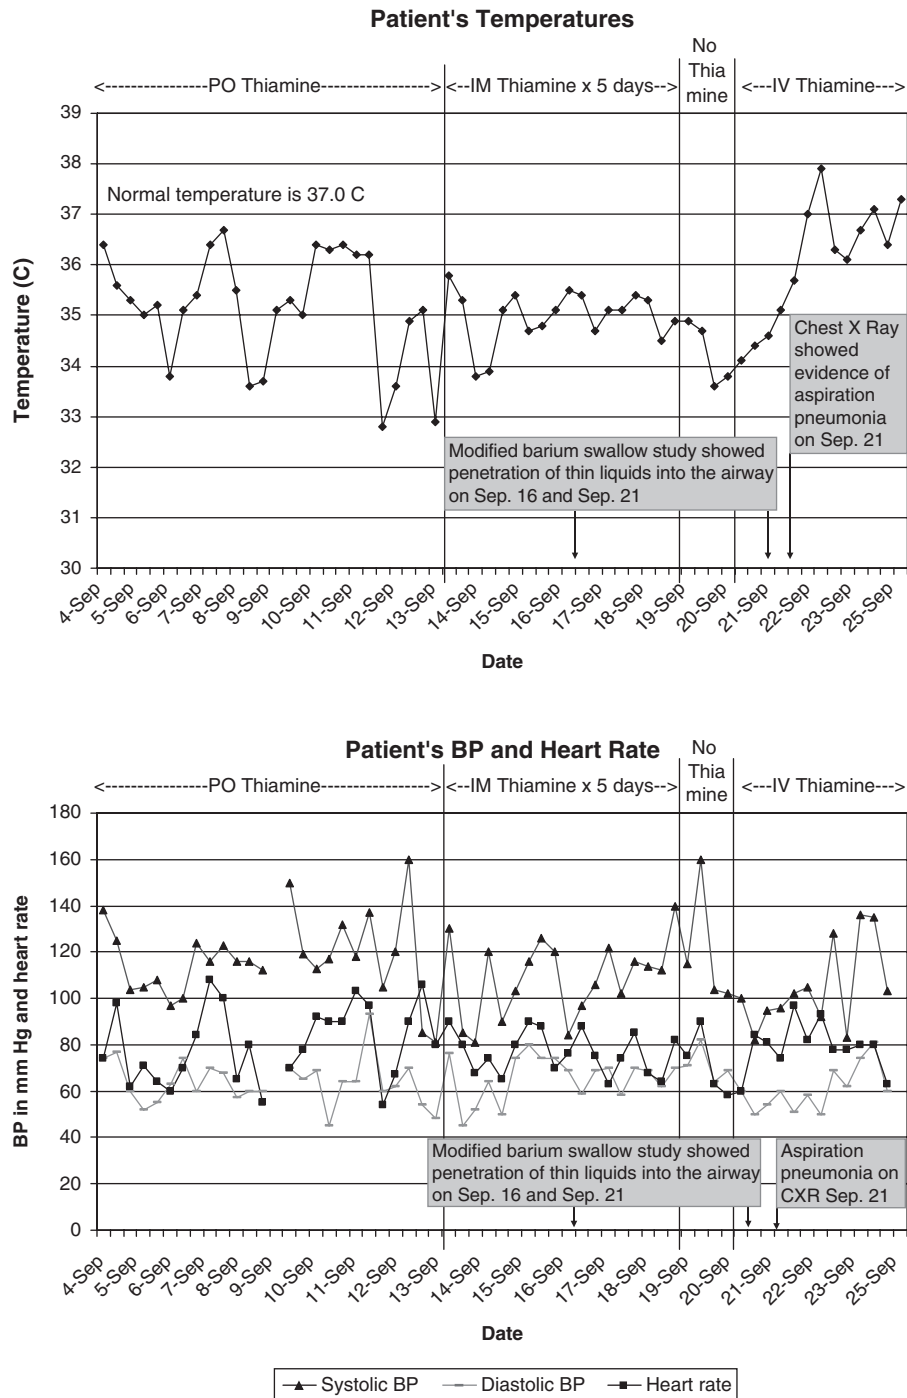 Patient's Temperatures
<----------------PO Thiamine---------------->
<--IM Thiamine x 5 days-->
No
Thia
mine
<---IV Thiamine--->
39
38
37
36
35
34
33
32
31
30
Temperature (C)
Normal temperature is 37.0 C
Modified barium swallow study showed
penetration of thin liquids into the airway
on Sep. 16 and Sep. 21
Chest X Ray
showed
evidence of
aspiration
pneumonia
on Sep. 21
4-Sep
5-Sep
6-Sep
7-Sep
8-Sep
9-Sep
10-Sep
11-Sep
12-Sep
13-Sep
14-Sep
15-Sep
16-Sep
17-Sep
18-Sep
19-Sep
20-Sep
21-Sep
22-Sep
23-Sep
25-Sep
Date
Patient's BP and Heart Rate
<----------------PO Thiamine---------------->
<--IM Thiamine x 5 days-->
No
Thia
mine
<---IV Thiamine--->
180
160
140
120
100
80
60
40
20
0
BP in mm Hg and heart rate
Modified barium swallow study showed
penetration of thin liquids into the airway
on Sep. 16 and Sep. 21
Aspiration
pneumonia on
CXR Sep. 21
4-Sep
5-Sep
6-Sep
7-Sep
8-Sep
9-Sep
10-Sep
11-Sep
12-Sep
13-Sep
14-Sep
15-Sep
16-Sep
17-Sep
18-Sep
19-Sep
20-Sep
21-Sep
22-Sep
23-Sep
25-Sep
Date
Systolic BP
Diastolic BP
Heart rate